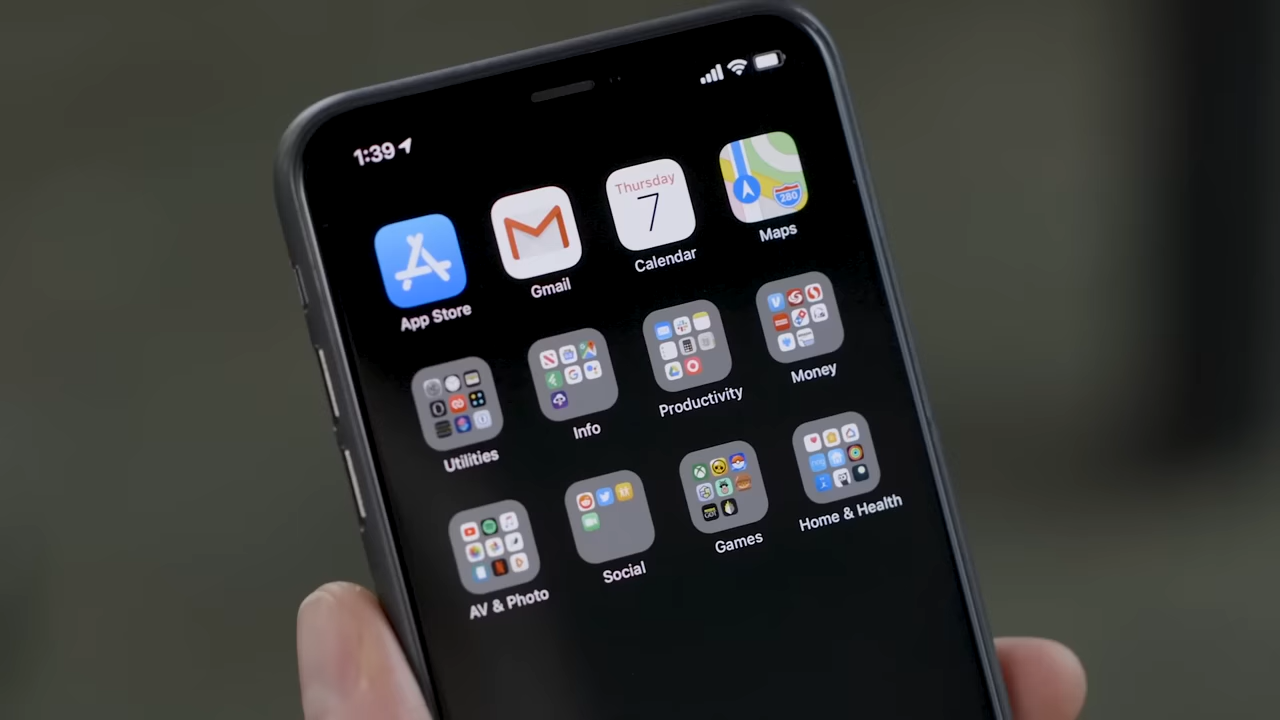 1:39
Thursday
7
280
App Store
Gmail
Calendar
Maps
Utilities
Info
Productivity
Money
AV & Photo
Social
Games
Home & Health